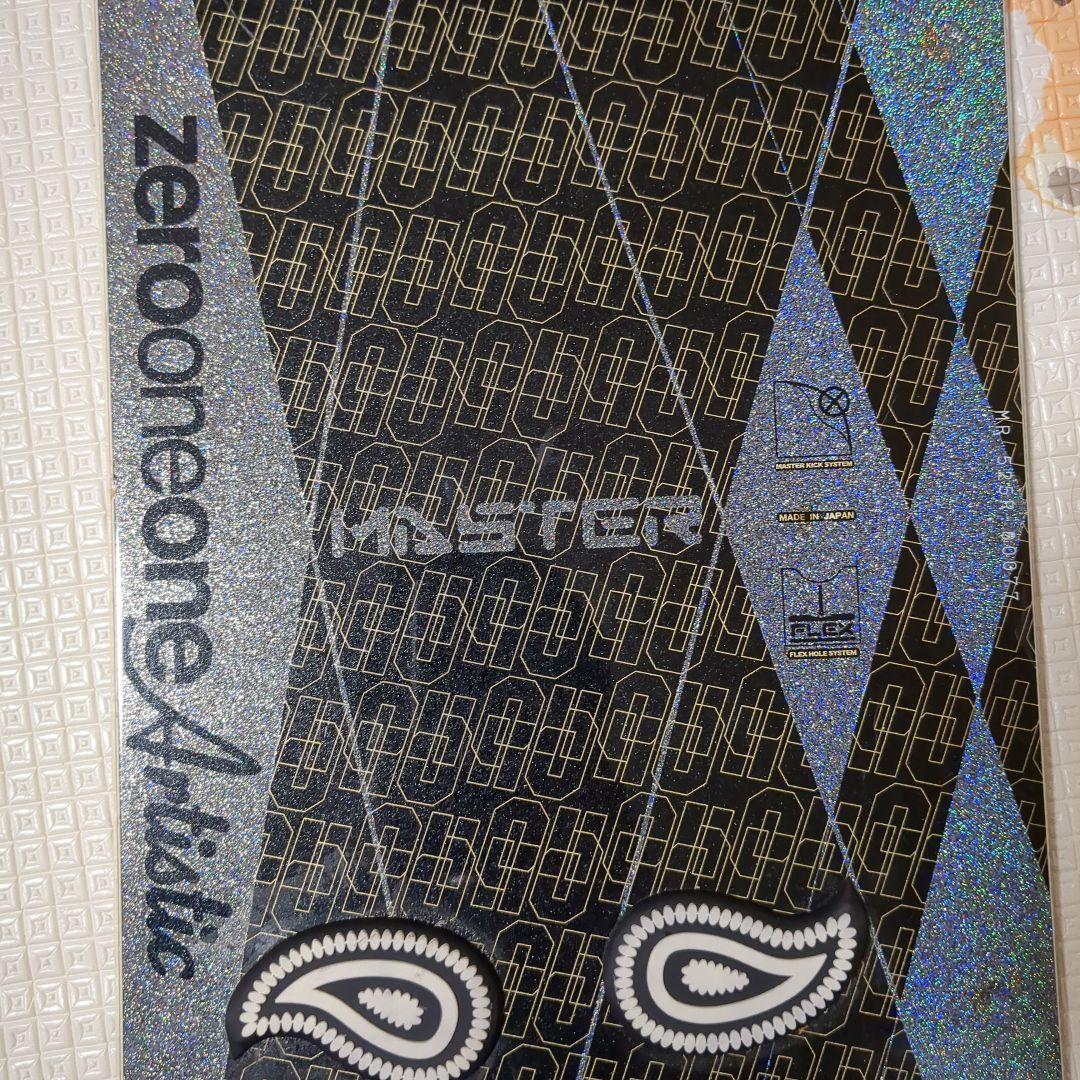 zerooneone
Artistic
MASTER
MASTER KICK SYSTEM
MADE IN JAPAN
FLEX
FLEX HOLE SYSTEM